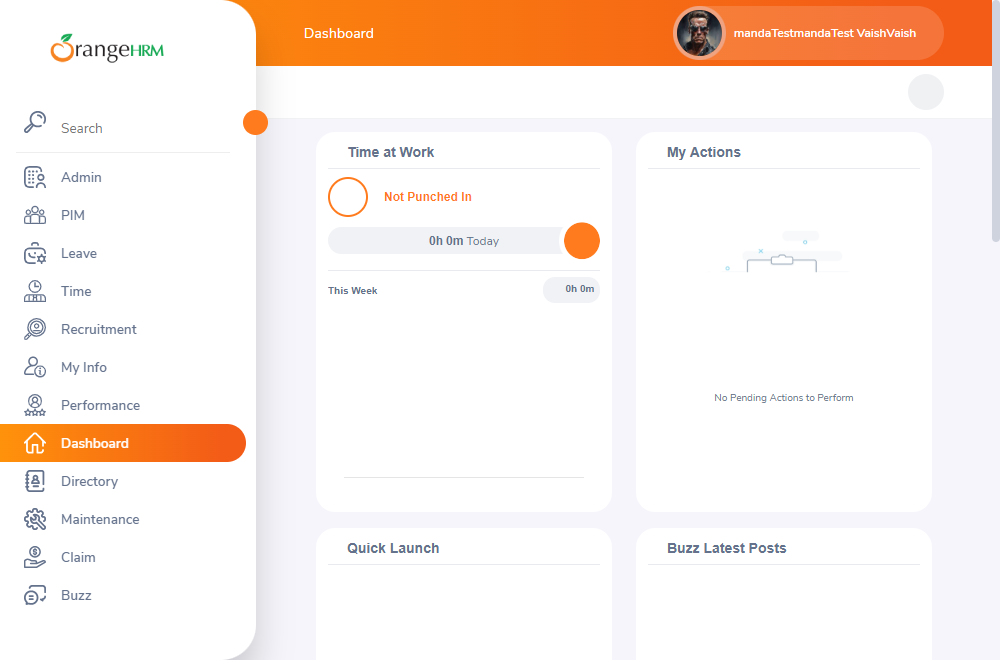 OrangeHRM
Search
Admin
PIM
Leave
Time
Recruitment
My Info
Performance
Dashboard
Directory
Maintenance
Claim
Buzz
Dashboard
mandaTestmandaTest VaishVaish
Time at Work
Not Punched In
0h 0m Today
This Week
0h 0m
My Actions
No Pending Actions to Perform
Quick Launch
Buzz Latest Posts